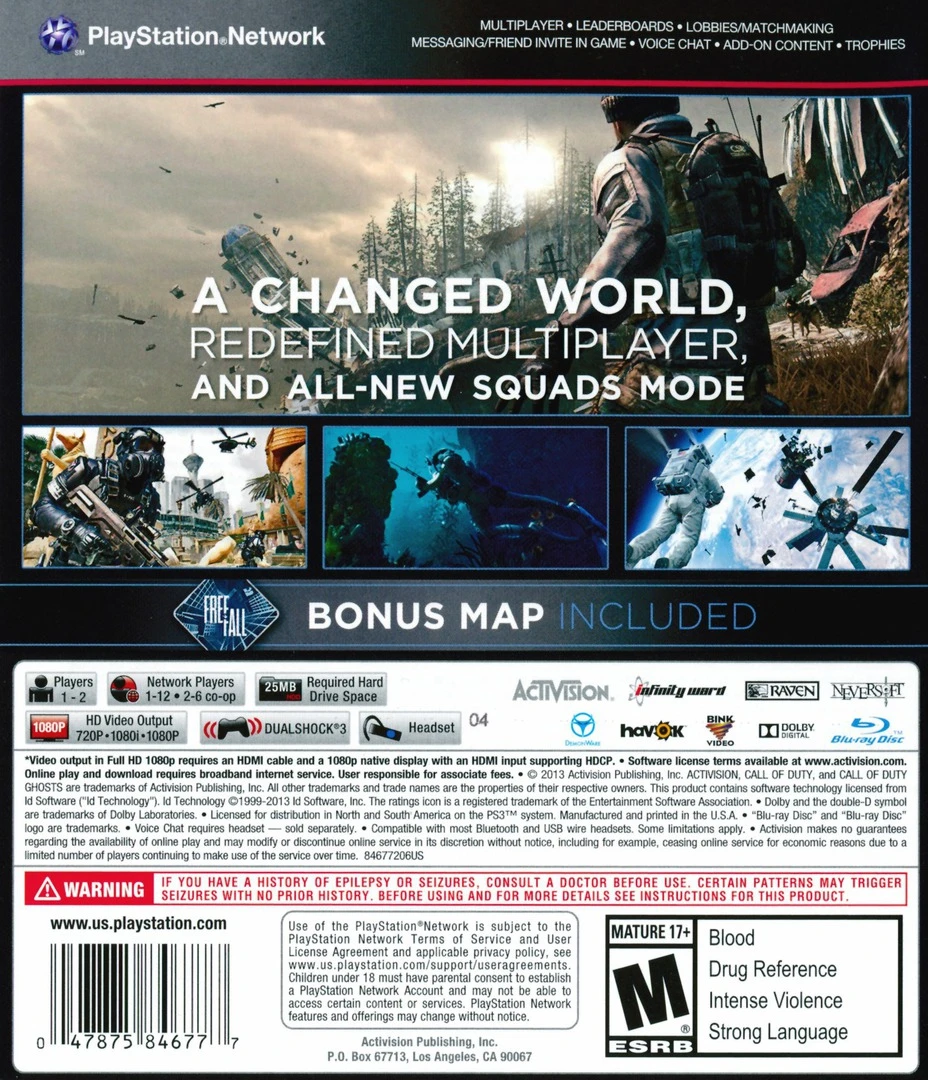 PlayStation®Network
SM
MULTIPLAYER • LEADERBOARDS • LOBBIES/MATCHMAKING
MESSAGING/FRIEND INVITE IN GAME • VOICE CHAT • ADD-ON CONTENT • TROPHIES
A CHANGED WORLD,
REDEFINED MULTIPLAYER,
AND ALL-NEW SQUADS MODE
FREE
FALL
BONUS MAP INCLUDED
Players
1 - 2
Network Players
1-12 • 2-6 co-op
25MB
HDD
Required Hard
Drive Space
ACTIVISION.
infinity ward
RAVEN
NEVERSOFT
1080P
HD Video Output
720P • 1080i • 1080P
DUALSHOCK®3
Headset
04
DEMONWARE
havok
BINK
VIDEO
DOLBY
DIGITAL
Blu-ray Disc™
*Video output in Full HD 1080p requires an HDMI cable and a 1080p native display with an HDMI input supporting HDCP. • Software license terms available at www.activision.com.
Online play and download requires broadband internet service. User responsible for associate fees. • © 2013 Activision Publishing, Inc. ACTIVISION, CALL OF DUTY, and CALL OF DUTY
GHOSTS are trademarks of Activision Publishing, Inc. All other trademarks and trade names are the properties of their respective owners. This product contains software technology licensed from
Id Software ("Id Technology"). Id Technology ©1999-2013 Id Software, Inc. The ratings icon is a registered trademark of the Entertainment Software Association. • Dolby and the double-D symbol
are trademarks of Dolby Laboratories. • Licensed for distribution in North and South America on the PS3™ system. Manufactured and printed in the U.S.A. • "Blu-ray Disc" and "Blu-ray Disc"
logo are trademarks. • Voice Chat requires headset — sold separately. • Compatible with most Bluetooth and USB wire headsets. Some limitations apply. • Activision makes no guarantees
regarding the availability of online play and may modify or discontinue online service in its discretion without notice, including for example, ceasing online service for economic reasons due to a
limited number of players continuing to make use of the service over time. 84677206US
WARNING
IF YOU HAVE A HISTORY OF EPILEPSY OR SEIZURES, CONSULT A DOCTOR BEFORE USE. CERTAIN PATTERNS MAY TRIGGER
SEIZURES WITH NO PRIOR HISTORY. BEFORE USING AND FOR MORE DETAILS SEE INSTRUCTIONS FOR THIS PRODUCT.
www.us.playstation.com
0 47875 84677 7
Use of the PlayStation®Network is subject to the
PlayStation Network Terms of Service and User
License Agreement and applicable privacy policy, see
www.us.playstation.com/support/useragreements.
Children under 18 must have parental consent to establish
a PlayStation Network Account and may not be able to
access certain content or services. PlayStation Network
features and offerings may change without notice.
Activision Publishing, Inc.
P.O. Box 67713, Los Angeles, CA 90067
MATURE 17+
M
®
ESRB
Blood
Drug Reference
Intense Violence
Strong Language